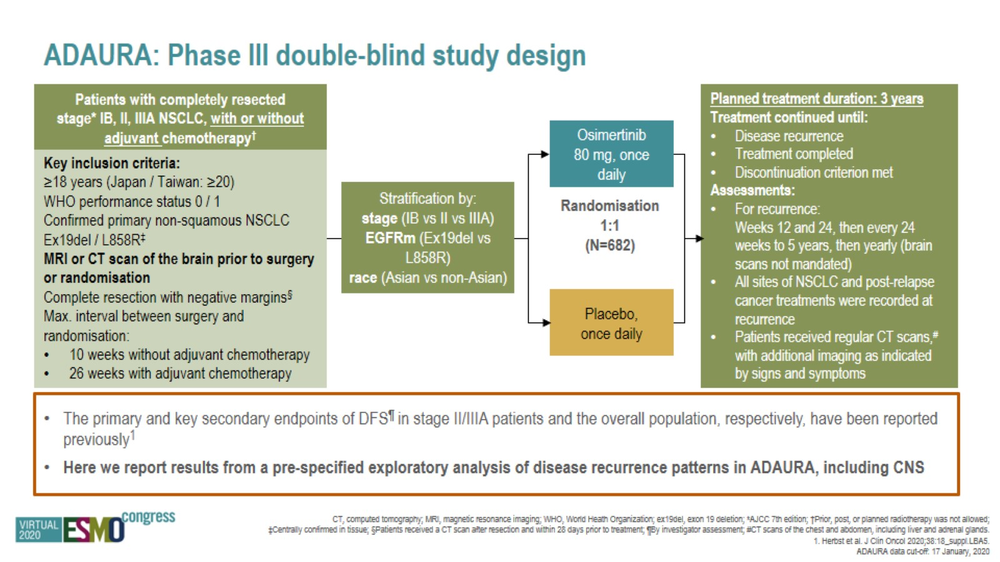 ADAURA: Phase III double-blind study design
Patients with completely resected
stage* IB, II, IIIA NSCLC, with or without
adjuvant chemotherapy†
Key inclusion criteria:
≥18 years (Japan / Taiwan: ≥20)
WHO performance status 0 / 1
Confirmed primary non-squamous NSCLC
Ex19del / L858R‡
MRI or CT scan of the brain prior to surgery
or randomisation
Complete resection with negative margins§
Max. interval between surgery and
randomisation:
• 10 weeks without adjuvant chemotherapy
• 26 weeks with adjuvant chemotherapy
Stratification by:
stage (IB vs II vs IIIA)
EGFRm (Ex19del vs
L858R)
race (Asian vs non-Asian)
Osimertinib
80 mg, once
daily
Randomisation
1:1
(N=682)
Placebo,
once daily
Planned treatment duration: 3 years
Treatment continued until:
• Disease recurrence
• Treatment completed
• Discontinuation criterion met
Assessments:
• For recurrence:
Weeks 12 and 24, then every 24
weeks to 5 years, then yearly (brain
scans not mandated)
• All sites of NSCLC and post-relapse
cancer treatments were recorded at
recurrence
• Patients received regular CT scans,#
with additional imaging as indicated
by signs and symptoms
• The primary and key secondary endpoints of DFS¶ in stage II/IIIA patients and the overall population, respectively, have been reported
previously1
• Here we report results from a pre-specified exploratory analysis of disease recurrence patterns in ADAURA, including CNS
VIRTUAL
2020
ESMO congress
CT, computed tomography; MRI, magnetic resonance imaging; WHO, World Heath Organization; ex19del, exon 19 deletion; *AJCC 7th edition; †Prior, post, or planned radiotherapy was not allowed;
‡Centrally confirmed in tissue; §Patients received a CT scan after resection and within 28 days prior to treatment; ¶By investigator assessment; #CT scans of the chest and abdomen, including liver and adrenal glands.
1. Herbst et al. J Clin Oncol 2020;38:18_suppl.LBA5.
ADAURA data cut-off: 17 January, 2020